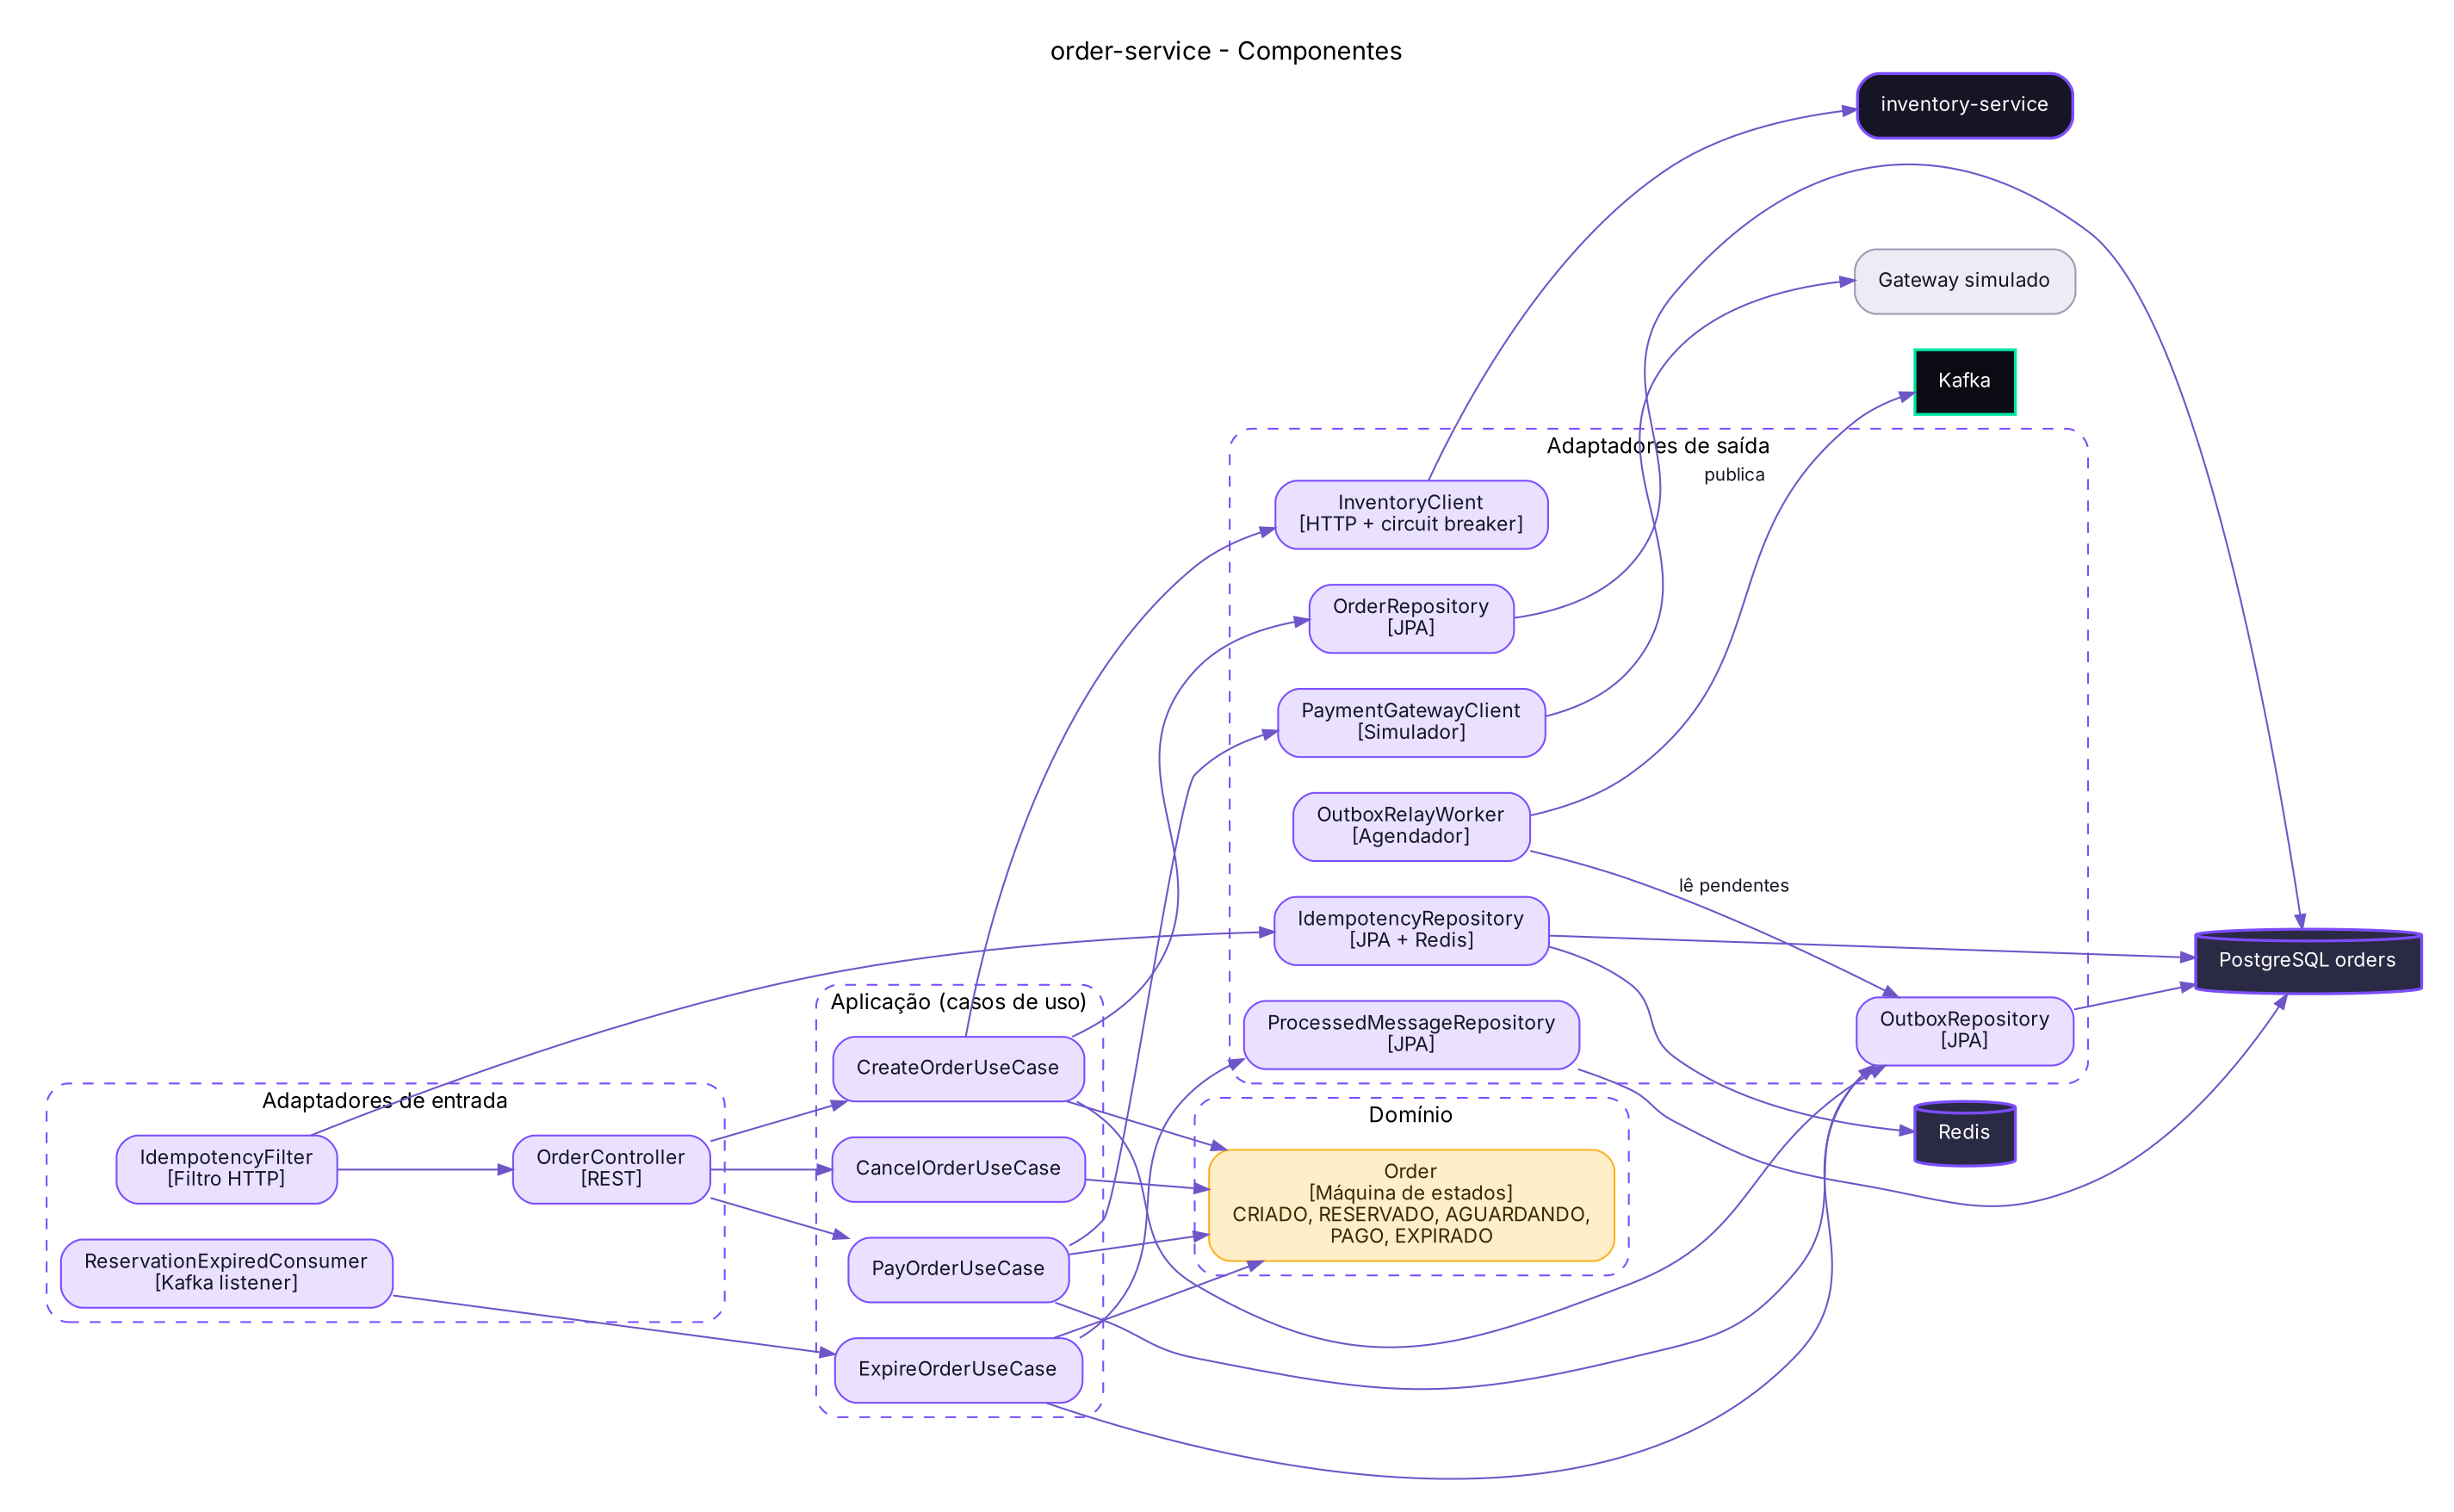 order-service - Componentes
inventory-service
Gateway simulado
Kafka
Adaptadores de saída
publica
InventoryClient
[HTTP + circuit breaker]
OrderRepository
[JPA]
PaymentGatewayClient
[Simulador]
OutboxRelayWorker
[Agendador]
lê pendentes
IdempotencyRepository
[JPA + Redis]
ProcessedMessageRepository
[JPA]
OutboxRepository
[JPA]
PostgreSQL orders
Redis
Aplicação (casos de uso)
CreateOrderUseCase
CancelOrderUseCase
PayOrderUseCase
ExpireOrderUseCase
Adaptadores de entrada
IdempotencyFilter
[Filtro HTTP]
OrderController
[REST]
ReservationExpiredConsumer
[Kafka listener]
Domínio
Order
[Máquina de estados]
CRIADO, RESERVADO, AGUARDANDO,
PAGO, EXPIRADO